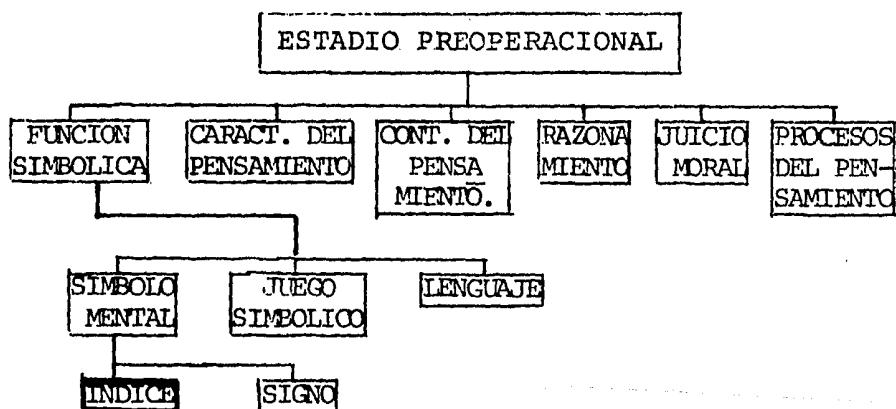 ESTADIO PREOPERACIONAL
FUNCION
SIMBOLICA
CARACT. DEL
PENSAMIENTO
CONT. DEL
PENSA
MIENTO.
RAZONA
MIENTO
JUICIO
MORAL
PROCESOS
DEL PEN-
SAMIENTO
SIMBOLO
MENTAL
JUEGO
SIMBOLICO
LENGUAJE
INDICE
SIGNO